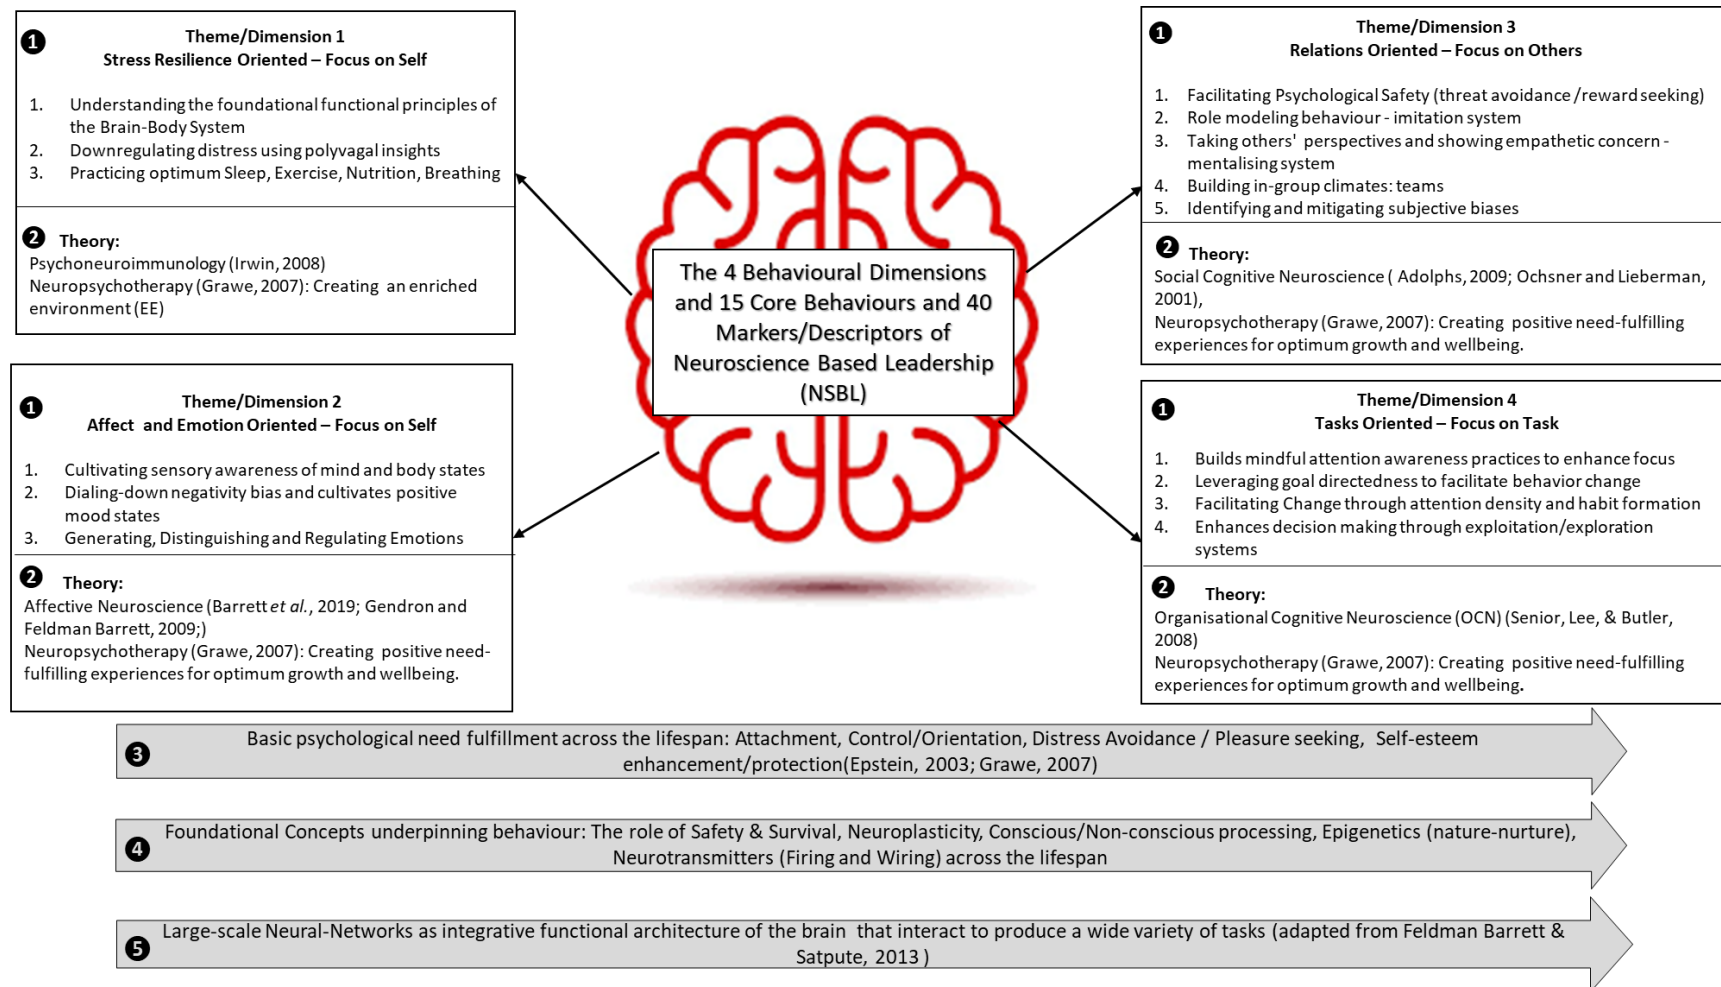 ❶
Theme/Dimension 1
Stress Resilience Oriented – Focus on Self
1. Understanding the foundational functional principles of
the Brain-Body System
2. Downregulating distress using polyvagal insights
3. Practicing optimum Sleep, Exercise, Nutrition, Breathing
❷ Theory:
Psychoneuroimmunology (Irwin, 2008)
Neuropsychotherapy (Grawe, 2007): Creating an enriched
environment (EE)
❶
Theme/Dimension 2
Affect and Emotion Oriented – Focus on Self
1. Cultivating sensory awareness of mind and body states
2. Dialing-down negativity bias and cultivates positive
mood states
3. Generating, Distinguishing and Regulating Emotions
❷ Theory:
Affective Neuroscience (Barrett et al., 2019; Gendron and
Feldman Barrett, 2009;)
Neuropsychotherapy (Grawe, 2007): Creating positive need-
fulfilling experiences for optimum growth and wellbeing.
The 4 Behavioural Dimensions
and 15 Core Behaviours and 40
Markers/Descriptors of
Neuroscience Based Leadership
(NSBL)
❶
Theme/Dimension 3
Relations Oriented – Focus on Others
1. Facilitating Psychological Safety (threat avoidance /reward seeking)
2. Role modeling behaviour - imitation system
3. Taking others' perspectives and showing empathetic concern -
mentalising system
4. Building in-group climates: teams
5. Identifying and mitigating subjective biases
❷ Theory:
Social Cognitive Neuroscience ( Adolphs, 2009; Ochsner and Lieberman,
2001),
Neuropsychotherapy (Grawe, 2007): Creating positive need-fulfilling
experiences for optimum growth and wellbeing.
❶
Theme/Dimension 4
Tasks Oriented – Focus on Task
1. Builds mindful attention awareness practices to enhance focus
2. Leveraging goal directedness to facilitate behavior change
3. Facilitating Change through attention density and habit formation
4. Enhances decision making through exploitation/exploration
systems
❷ Theory:
Organisational Cognitive Neuroscience (OCN) (Senior, Lee, & Butler,
2008)
Neuropsychotherapy (Grawe, 2007): Creating positive need-fulfilling
experiences for optimum growth and wellbeing.
❸ Basic psychological need fulfillment across the lifespan: Attachment, Control/Orientation, Distress Avoidance / Pleasure seeking, Self-esteem
enhancement/protection(Epstein, 2003; Grawe, 2007)
❹ Foundational Concepts underpinning behaviour: The role of Safety & Survival, Neuroplasticity, Conscious/Non-conscious processing, Epigenetics (nature-nurture),
Neurotransmitters (Firing and Wiring) across the lifespan
❺ Large-scale Neural-Networks as integrative functional architecture of the brain that interact to produce a wide variety of tasks (adapted from Feldman Barrett &
Satpute, 2013 )